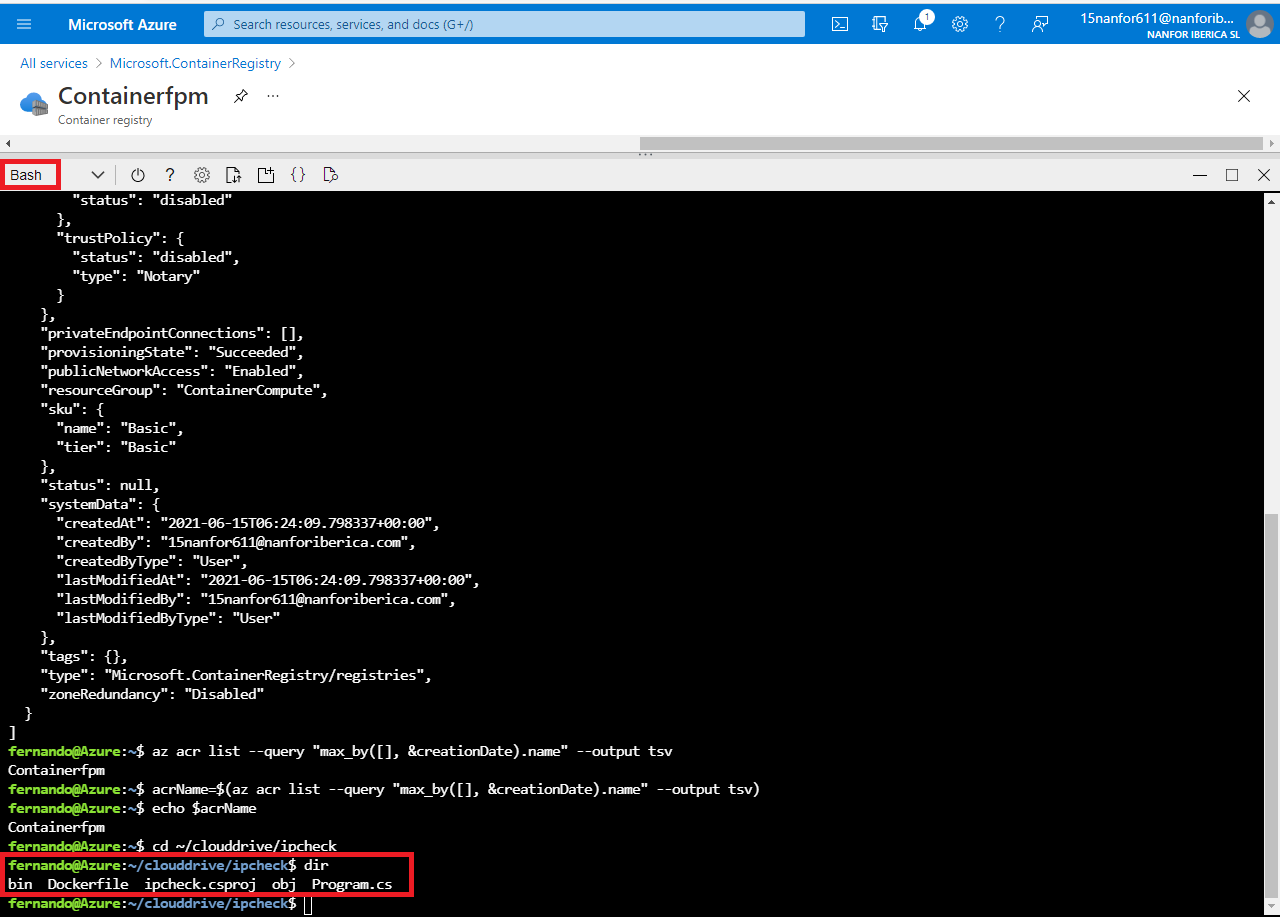 Microsoft Azure
Search resources, services, and docs (G+/)
1
15nanfor611@nanforib...
NANFOR IBERICA SL
All services > Microsoft.ContainerRegistry >
Containerfpm
Container registry
Bash
      "status": "disabled"
    },
    "trustPolicy": {
      "status": "disabled",
      "type": "Notary"
    }
  },
  "privateEndpointConnections": [],
  "provisioningState": "Succeeded",
  "publicNetworkAccess": "Enabled",
  "resourceGroup": "ContainerCompute",
  "sku": {
    "name": "Basic",
    "tier": "Basic"
  },
  "status": null,
  "systemData": {
    "createdAt": "2021-06-15T06:24:09.798337+00:00",
    "createdBy": "15nanfor611@nanforiberica.com",
    "createdByType": "User",
    "lastModifiedAt": "2021-06-15T06:24:09.798337+00:00",
    "lastModifiedBy": "15nanfor611@nanforiberica.com",
    "lastModifiedByType": "User"
  },
  "tags": {},
  "type": "Microsoft.ContainerRegistry/registries",
  "zoneRedundancy": "Disabled"
 }
]
fernando@Azure:~$ az acr list --query "max_by([], &creationDate).name" --output tsv
Containerfpm
fernando@Azure:~$ acrName=$(az acr list --query "max_by([], &creationDate).name" --output tsv)
fernando@Azure:~$ echo $acrName
Containerfpm
fernando@Azure:~$ cd ~/clouddrive/ipcheck
fernando@Azure:~/clouddrive/ipcheck$ dir
bin  Dockerfile  ipcheck.csproj  obj  Program.cs
fernando@Azure:~/clouddrive/ipcheck$